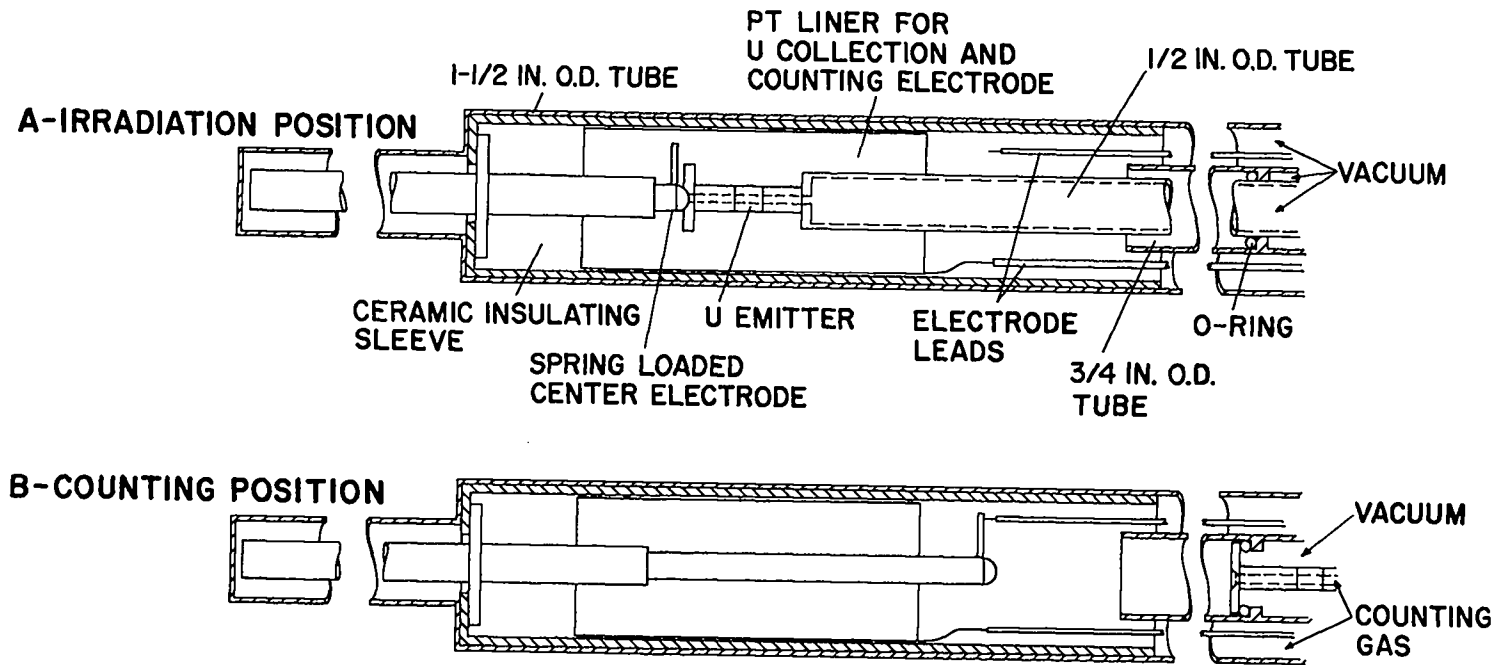 PT LINER FOR
U COLLECTION AND
COUNTING ELECTRODE
1-1/2 IN. O.D. TUBE
1/2 IN. O.D. TUBE
A-IRRADIATION POSITION
VACUUM
CERAMIC INSULATING
SLEEVE
U EMITTER
SPRING LOADED
CENTER ELECTRODE
ELECTRODE
LEADS
O-RING
3/4 IN. O.D.
TUBE
B-COUNTING POSITION
VACUUM
COUNTING
GAS